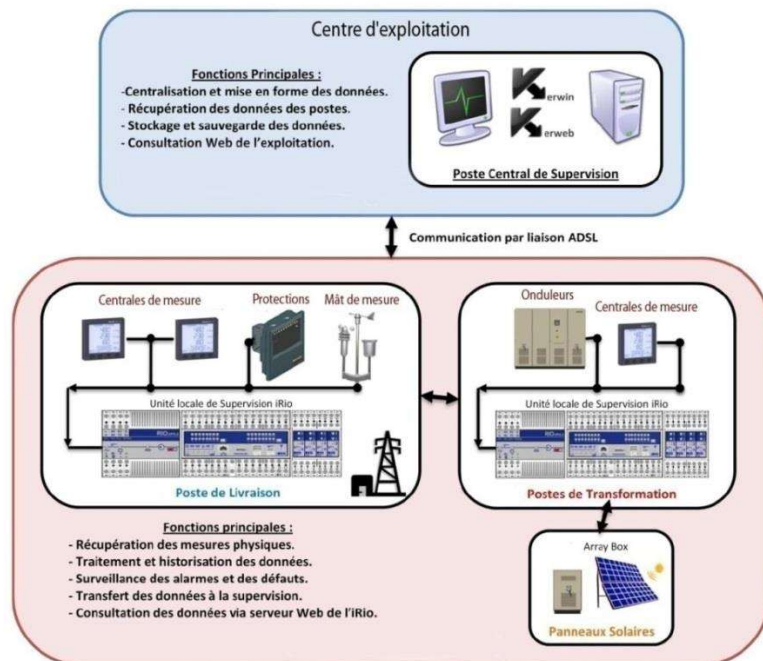 Centre d'exploitation
Fonctions Principales :
-Centralisation et mise en forme des données.
- Récupération des données des postes.
- Stockage et sauvegarde des données.
- Consultation Web de l'exploitation.
erwin
erweb
Poste Central de Supervision
Communication par liaison ADSL
Centrales de mesure
Protections
Mât de mesure
Unité locale de Supervision iRio
Poste de Livraison
Onduleurs
Centrales de mesure
Unité locale de Supervision iRio
Postes de Transformation
Fonctions principales :
- Récupération des mesures physiques.
- Traitement et historisation des données.
- Surveillance des alarmes et des défauts.
- Transfert des données à la supervision.
- Consultation des données via serveur Web de l'iRio.
Array Box
Panneaux Solaires